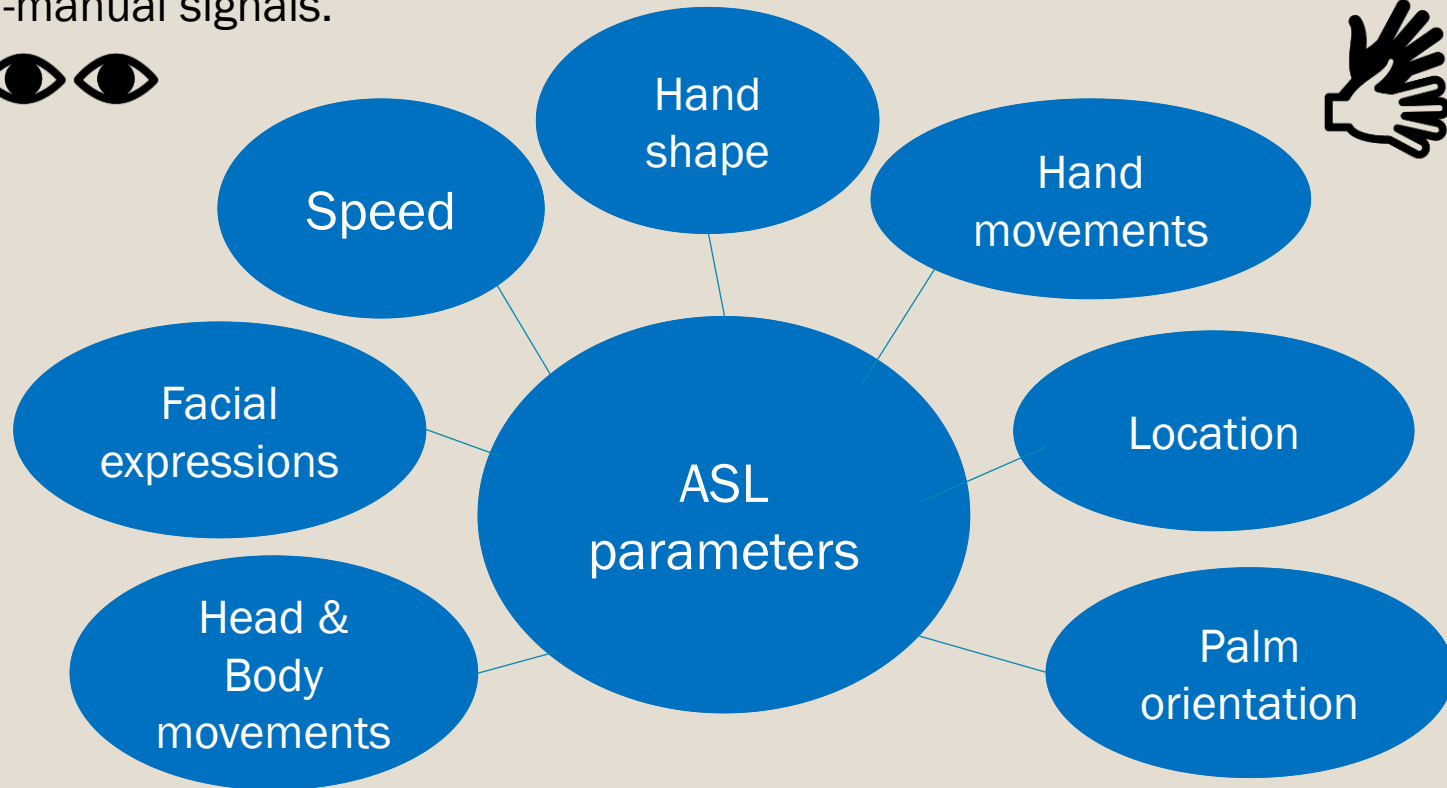 -manual signals.
Hand
shape
Hand
movements
Speed
Facial
expressions
Location
ASL
parameters
Head &
Body
movements
Palm
orientation